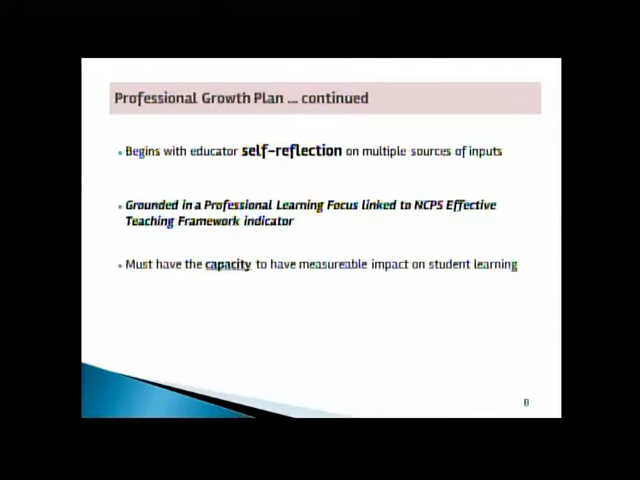 Professional Growth Plan ... continued
Begins with educator self-reflection on multiple sources of inputs
Grounded in a Professional Learning Focus linked to NCPS Effective
Teaching Framework indicator
Must have the capacity to have measureable impact on student learning
8